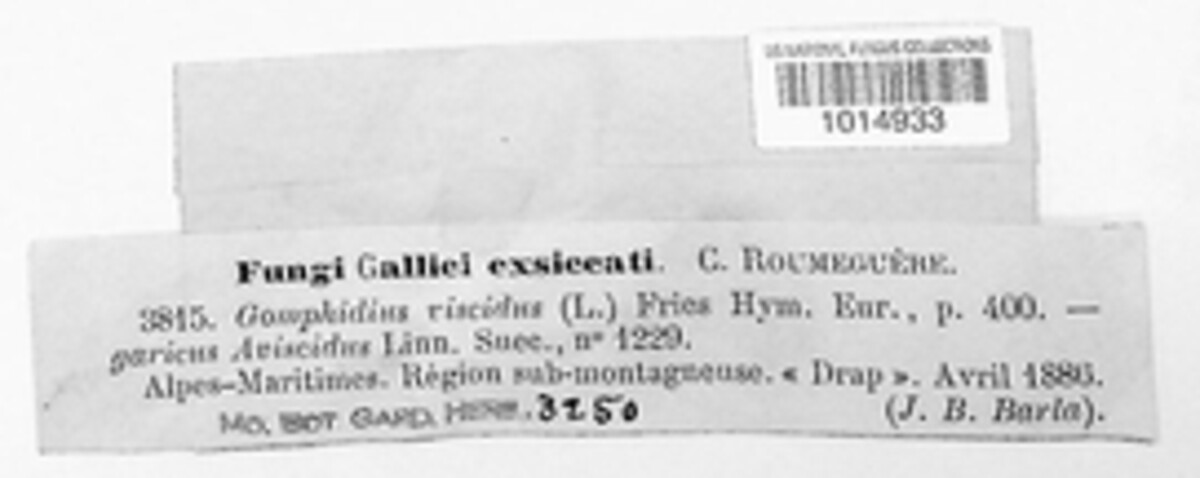 US NATIONAL FUNGUS COLLECTIONS
1014933
Fungi Gallici exsiccati. C. ROUMEGUÈRE.
3815. Gomphidius viscidus (L.) Fries Hym. Eur., p. 400. —
garicus Aviscidus Linn. Suec., nº 1229.
Alpes-Maritimes. Région sub-montagneuse. « Drap ». Avril 1886.
(J. B. Barla).
MO. BOT. GARD. HERB. 3250